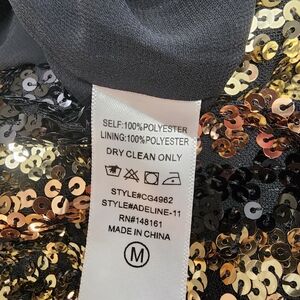 SELF:100%POLYESTER
LINING:100%POLYESTER
DRY CLEAN ONLY
STYLE#CG4962
STYLE#ADELINE-11
RN#148161
MADE IN CHINA
M